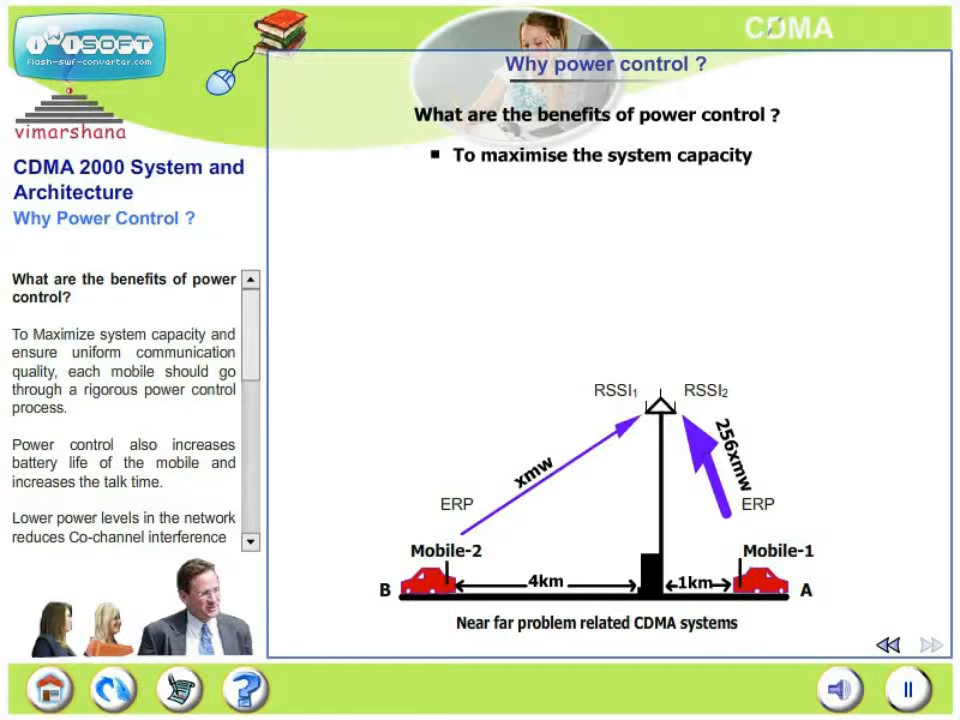 iWiSOFT
flash-swf-converter.com
CDMA
vimarshana
Why power control ?
CDMA 2000 System and
Architecture
Why Power Control ?
What are the benefits of power control ?
To maximise the system capacity
What are the benefits of power
control?
To Maximize system capacity and
ensure uniform communication
quality, each mobile should go
through a rigorous power control
process.
Power control also increases
battery life of the mobile and
increases the talk time.
Lower power levels in the network
reduces Co-channel interference
RSSI1 RSSI2
xmw 256xmw
ERP ERP
Mobile-2 Mobile-1
B 4km 1km A
Near far problem related CDMA systems